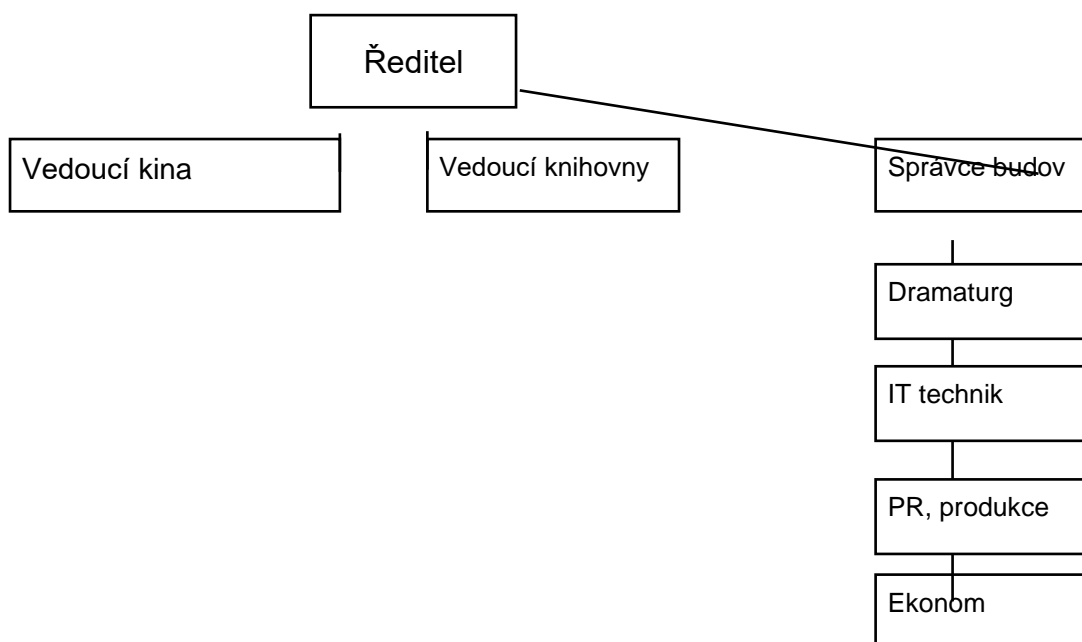 Ředitel
Vedoucí kina
Vedoucí knihovny
Správce budov
Dramaturg
IT technik
PR, produkce
Ekonom